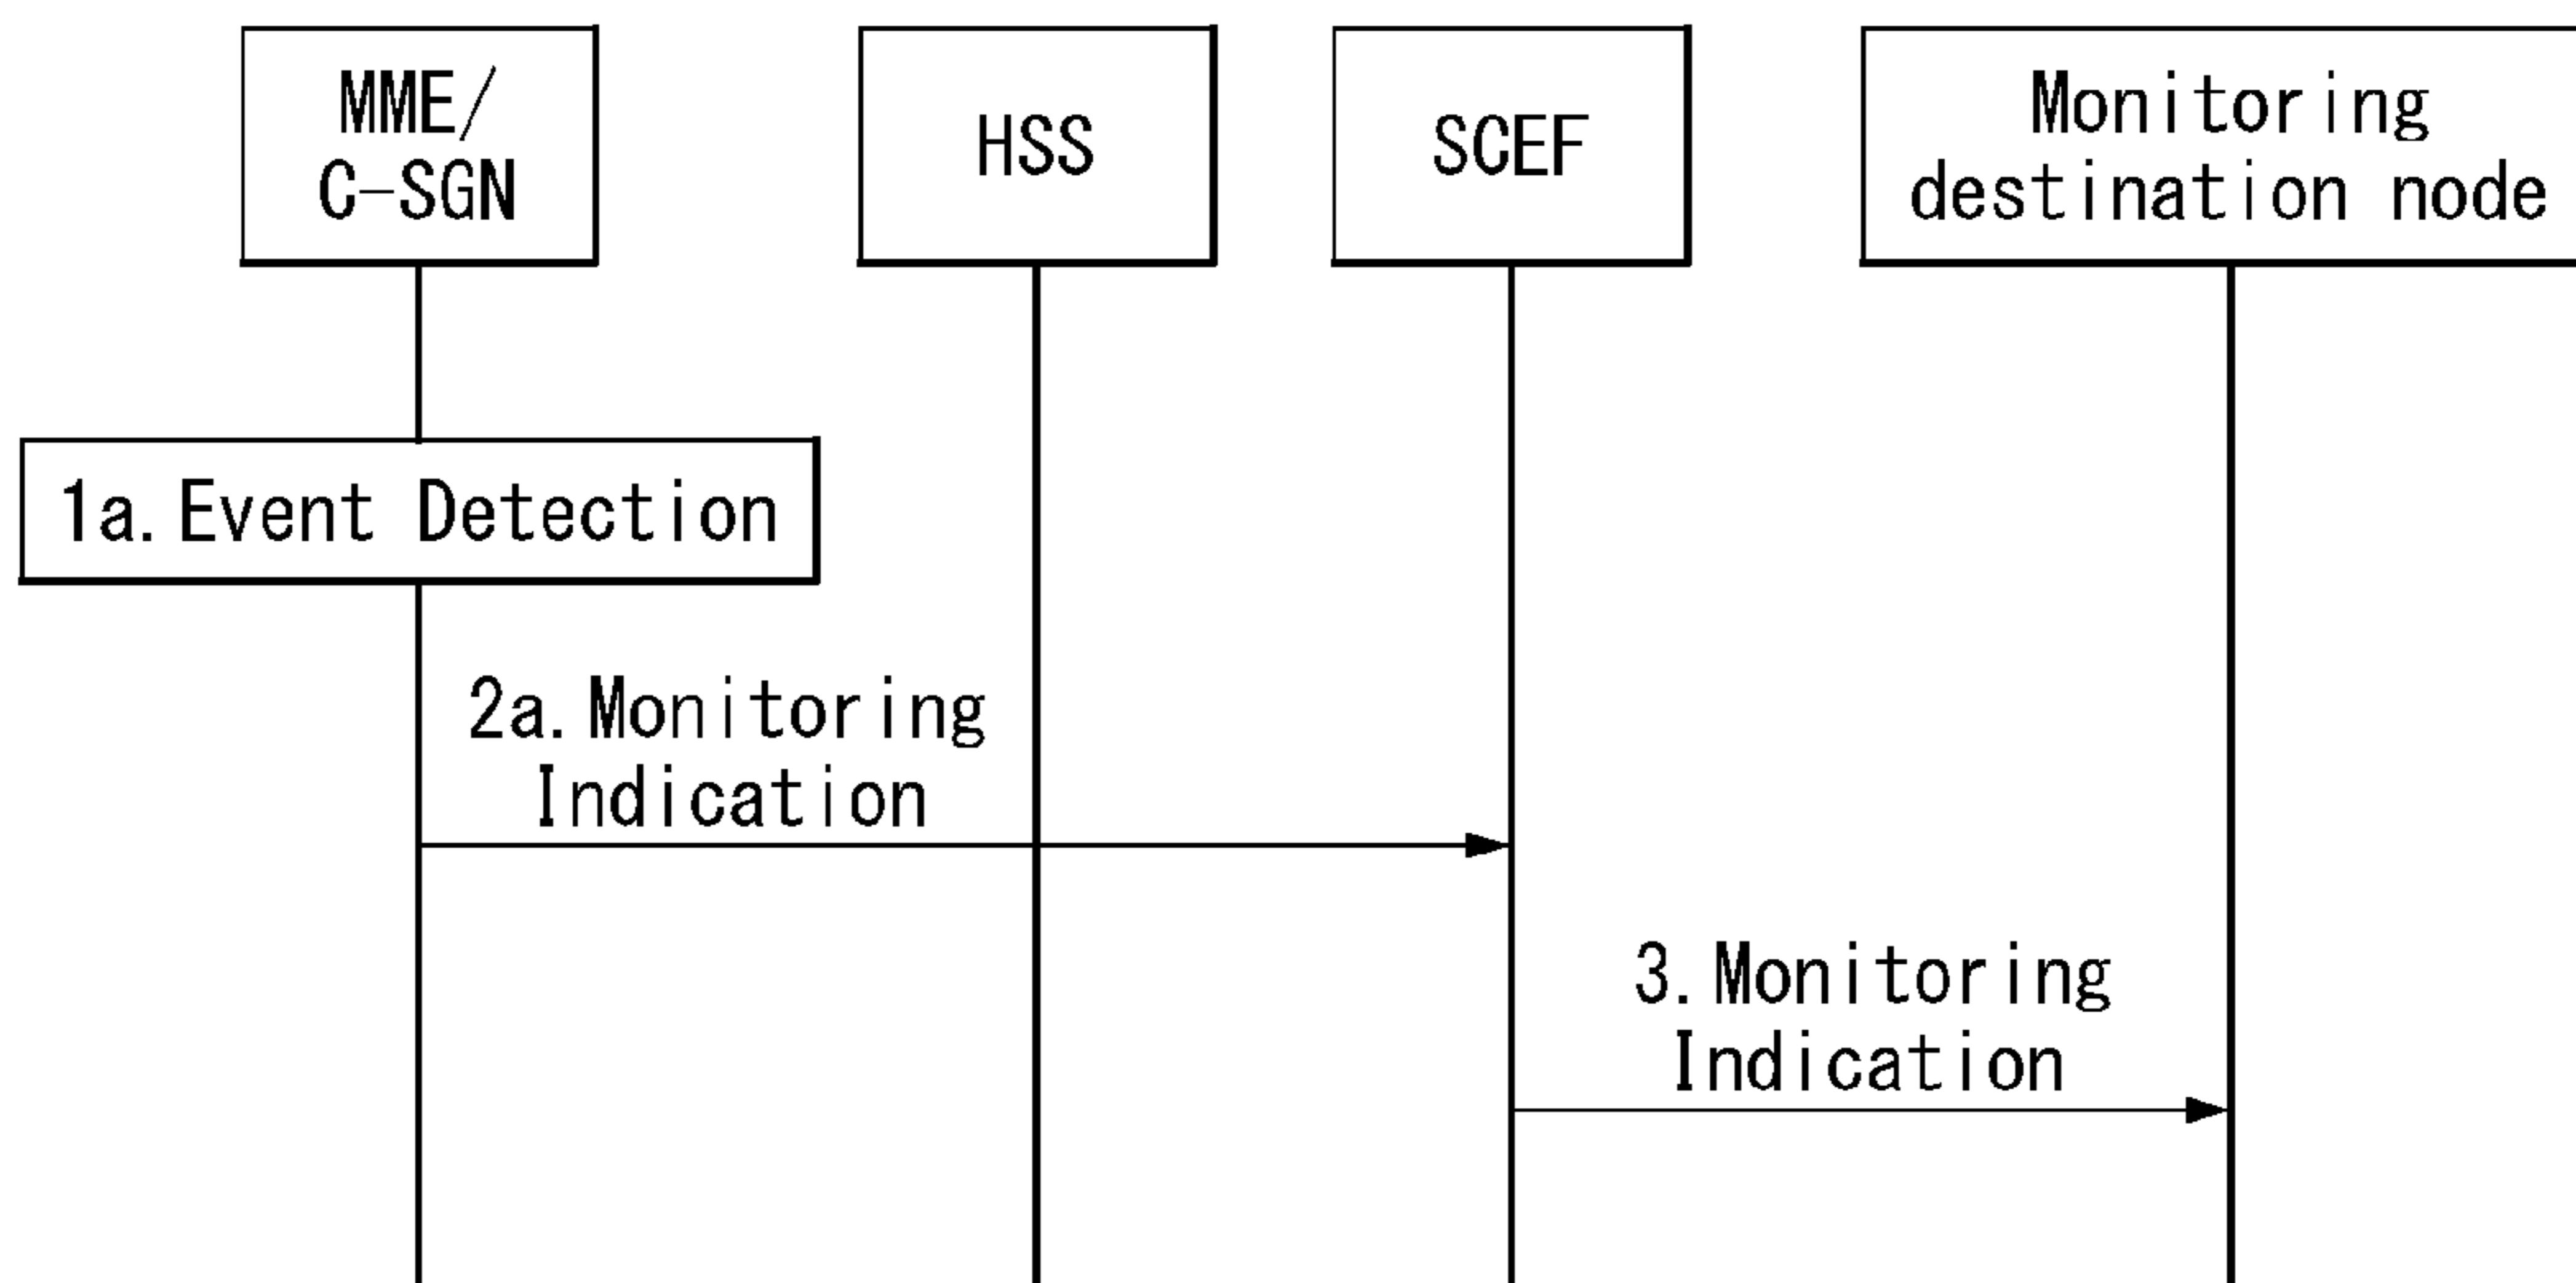 MME/
C-SGN
HSS
SCEF
Monitoring
destination node
1a. Event Detection
2a. Monitoring
Indication
3. Monitoring
Indication